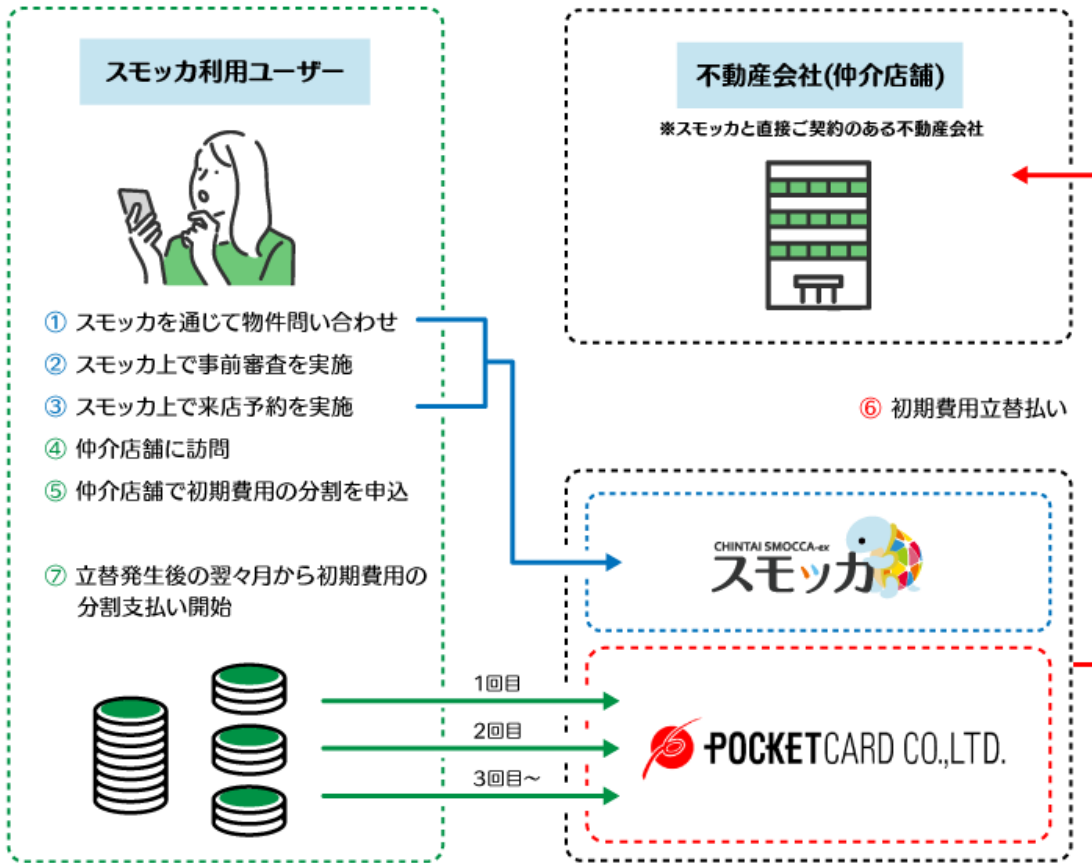 スモッカ利用ユーザー
① スモッカを通じて物件問い合わせ
② スモッカ上で事前審査を実施
③ スモッカ上で来店予約を実施
④ 仲介店舗に訪問
⑤ 仲介店舗で初期費用の分割を申込
⑦ 立替発生後の翌々月から初期費用の
分割支払い開始
1回目
2回目
3回目～
不動産会社(仲介店舗)
※スモッカと直接ご契約のある不動産会社
⑥ 初期費用立替払い
CHINTAI SMOCCA-ex
スモッカ
POCKETCARD CO.,LTD.